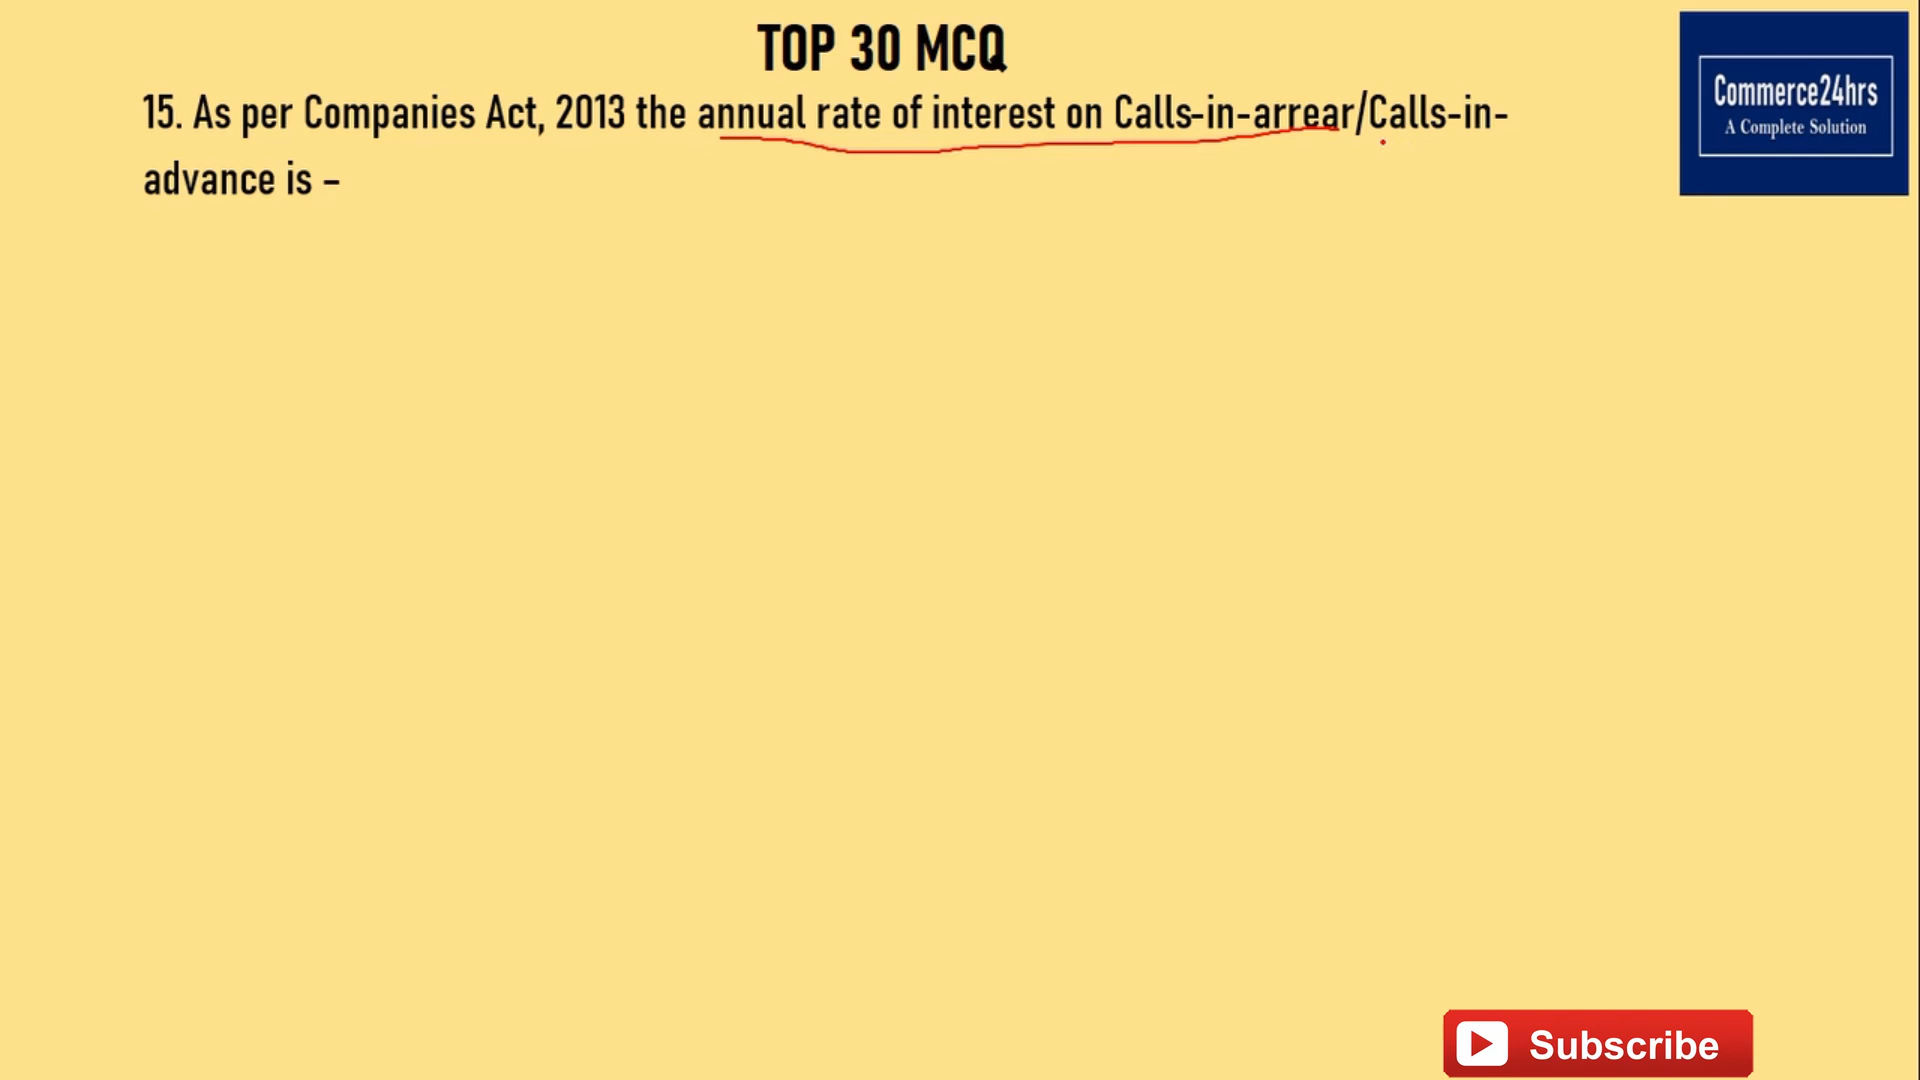 TOP 30 MCQ
15. As per Companies Act, 2013 the annual rate of interest on Calls-in-arrear/Calls-in-
advance is –
Commerce24hrs
A Complete Solution
Subscribe